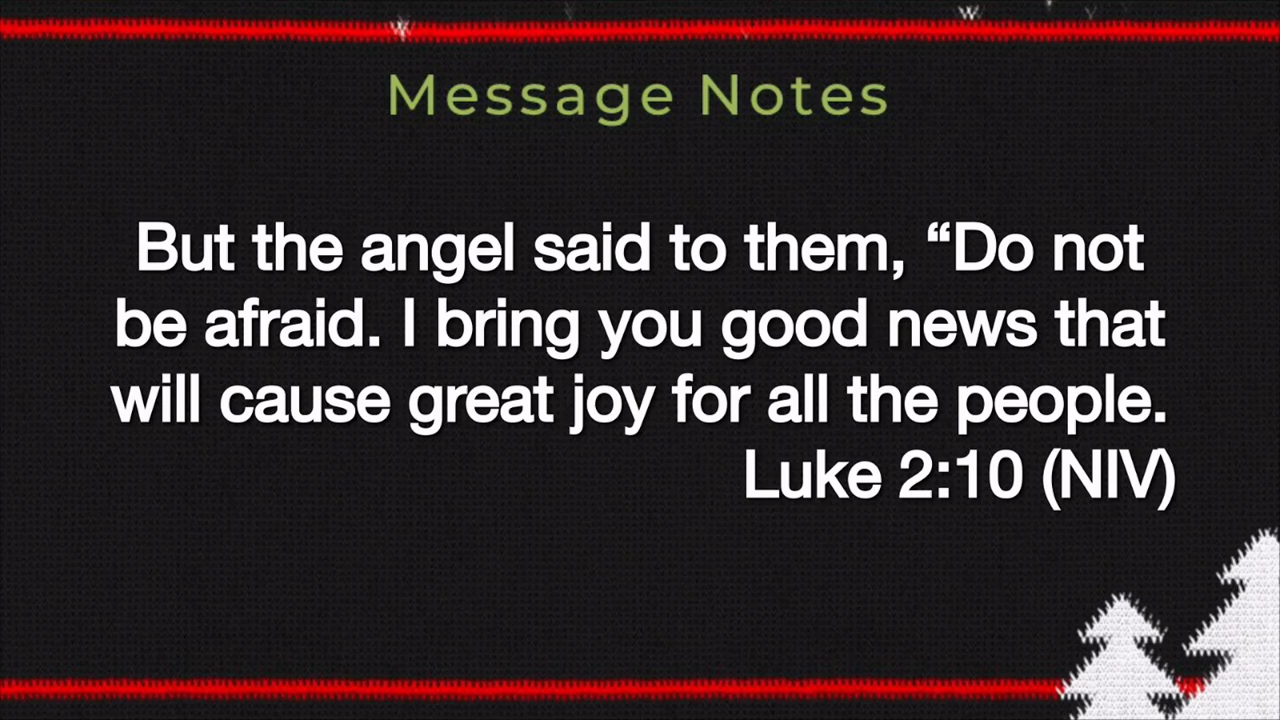 Message Notes
But the angel said to them, “Do not
be afraid. I bring you good news that
will cause great joy for all the people.
Luke 2:10 (NIV)